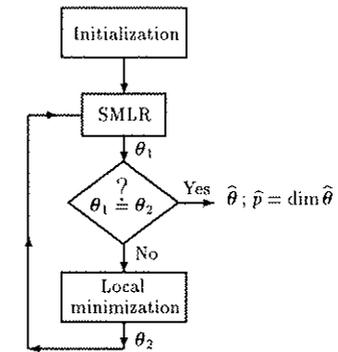 Initialization
SMLR
θ₁
?
θ₁ ≐ θ₂
Yes
θ̂ ; p̂ = dim θ̂
No
Local
minimization
θ₂